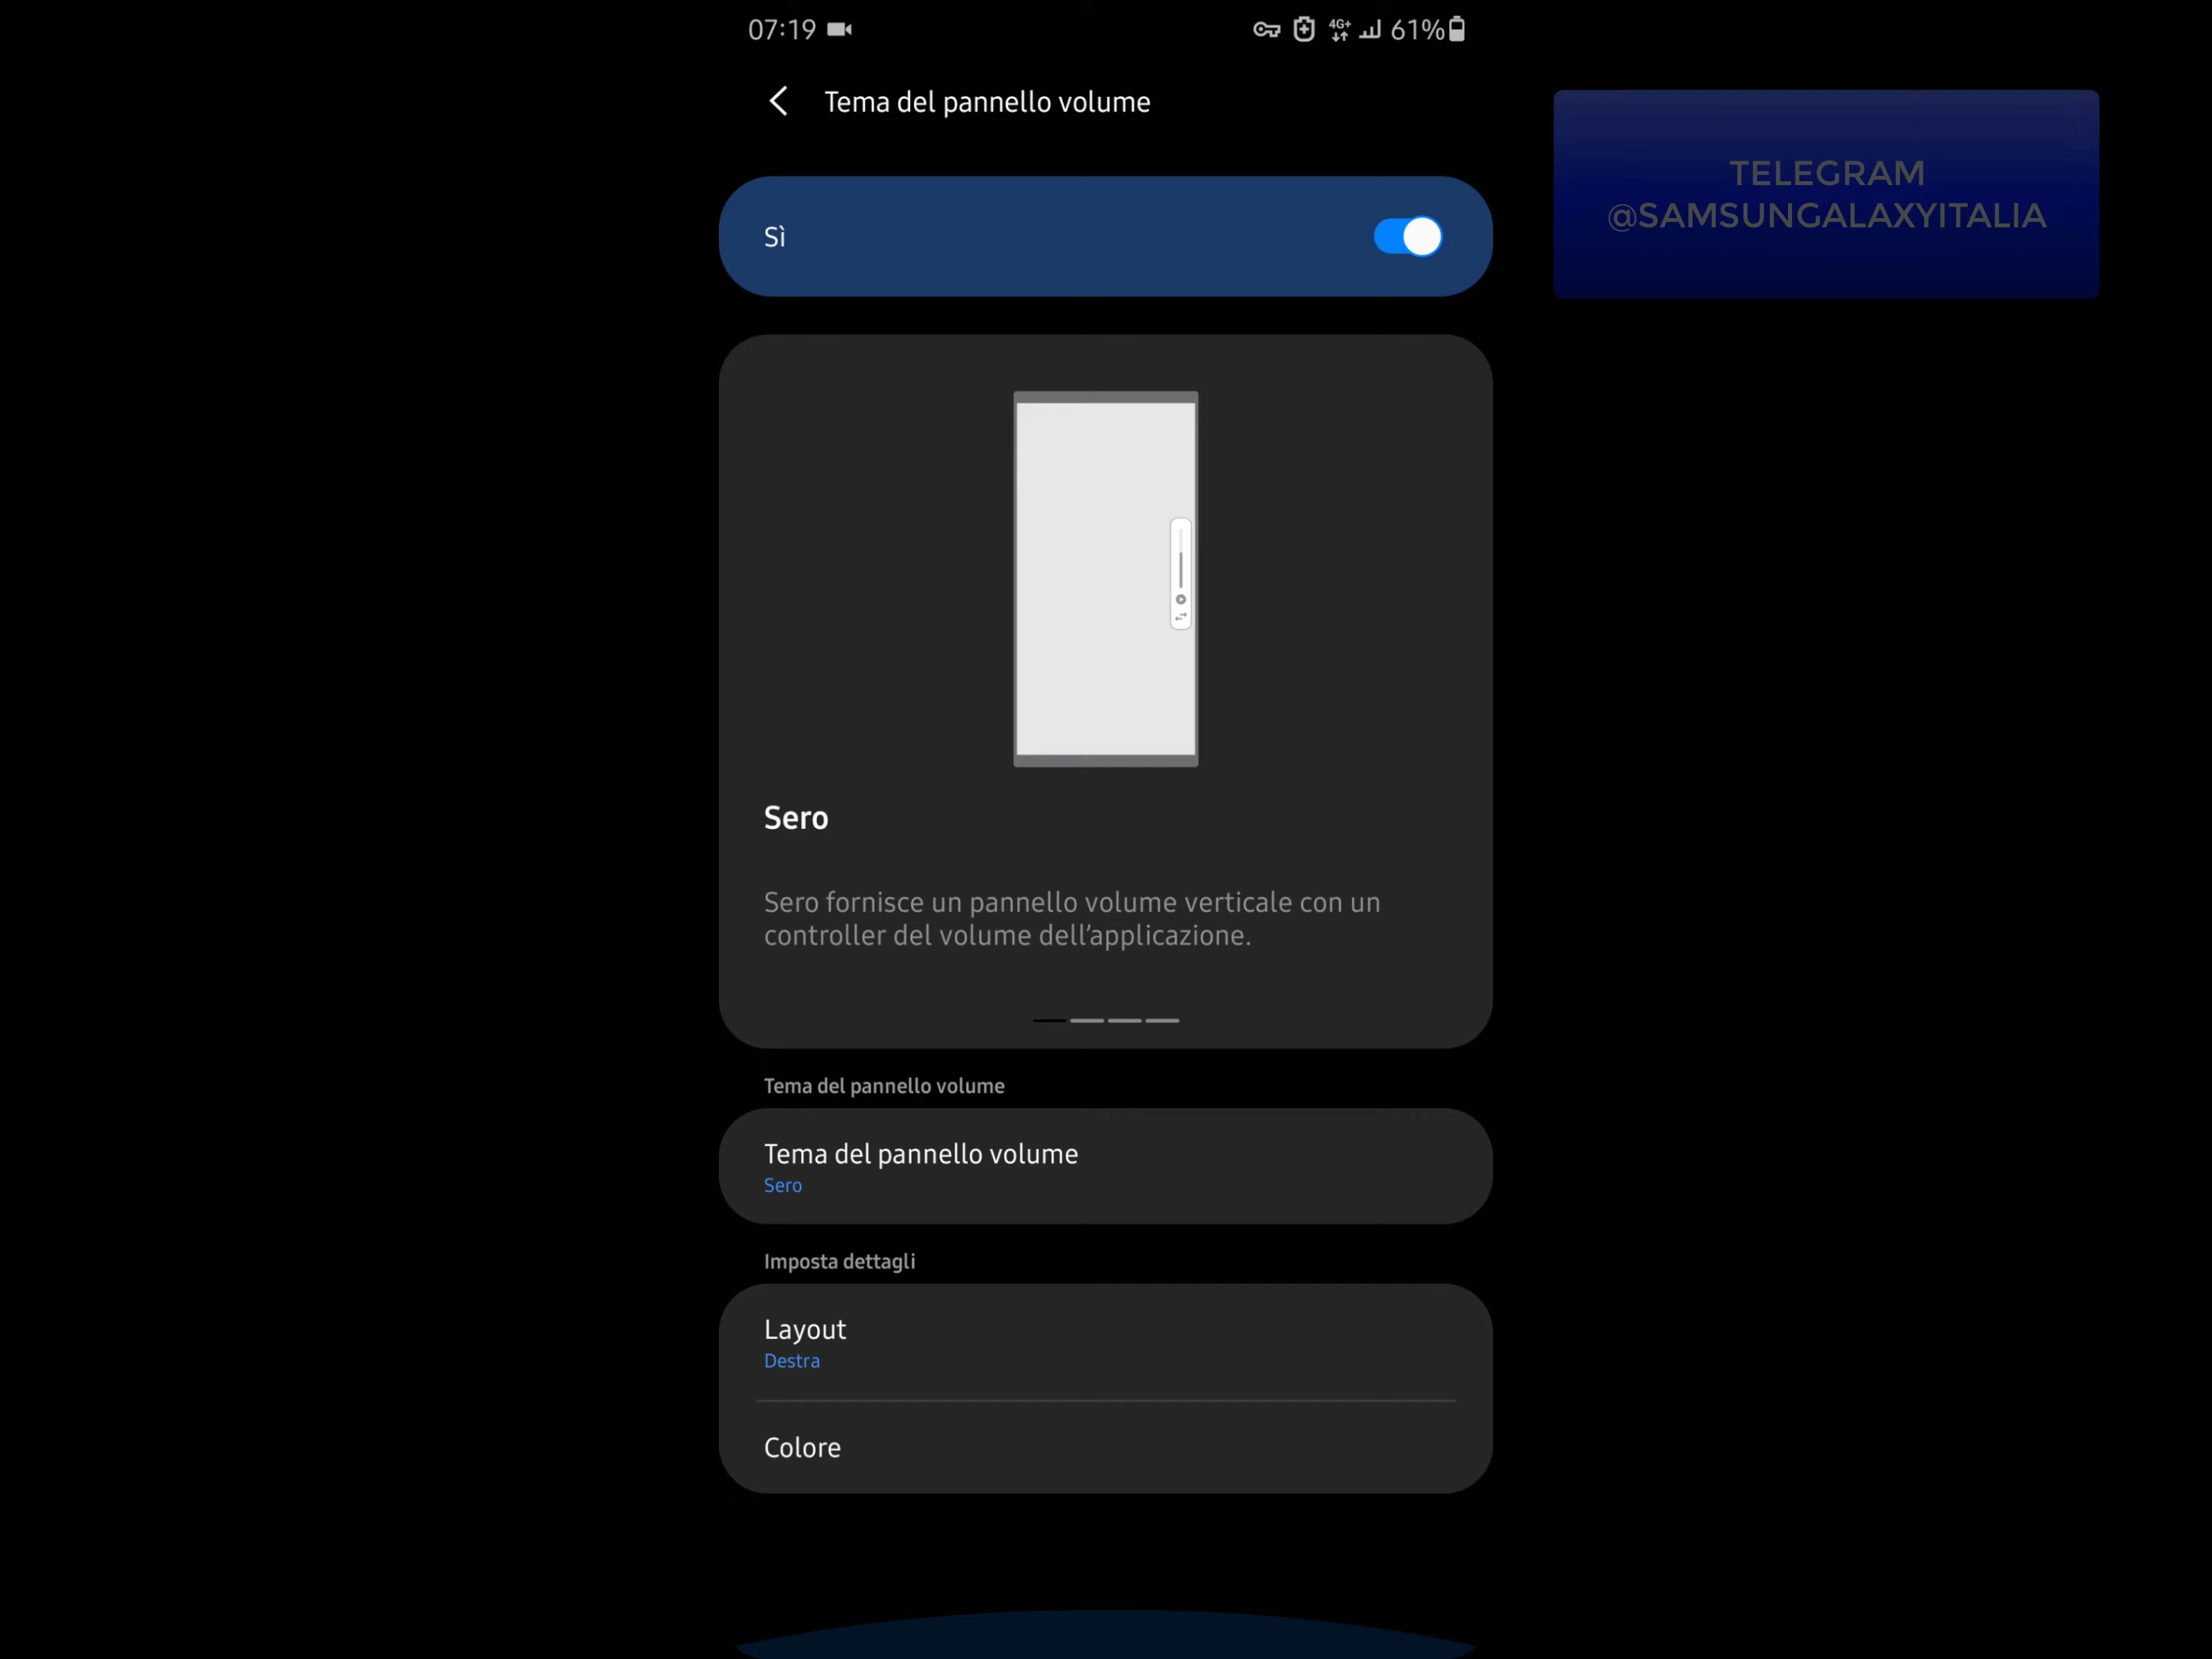 07:19
4G+ 61%
Tema del pannello volume
TELEGRAM
@SAMSUNGALAXYITALIA
Sì
Sero
Sero fornisce un pannello volume verticale con un
controller del volume dell’applicazione.
Tema del pannello volume
Tema del pannello volume
Sero
Imposta dettagli
Layout
Destra
Colore